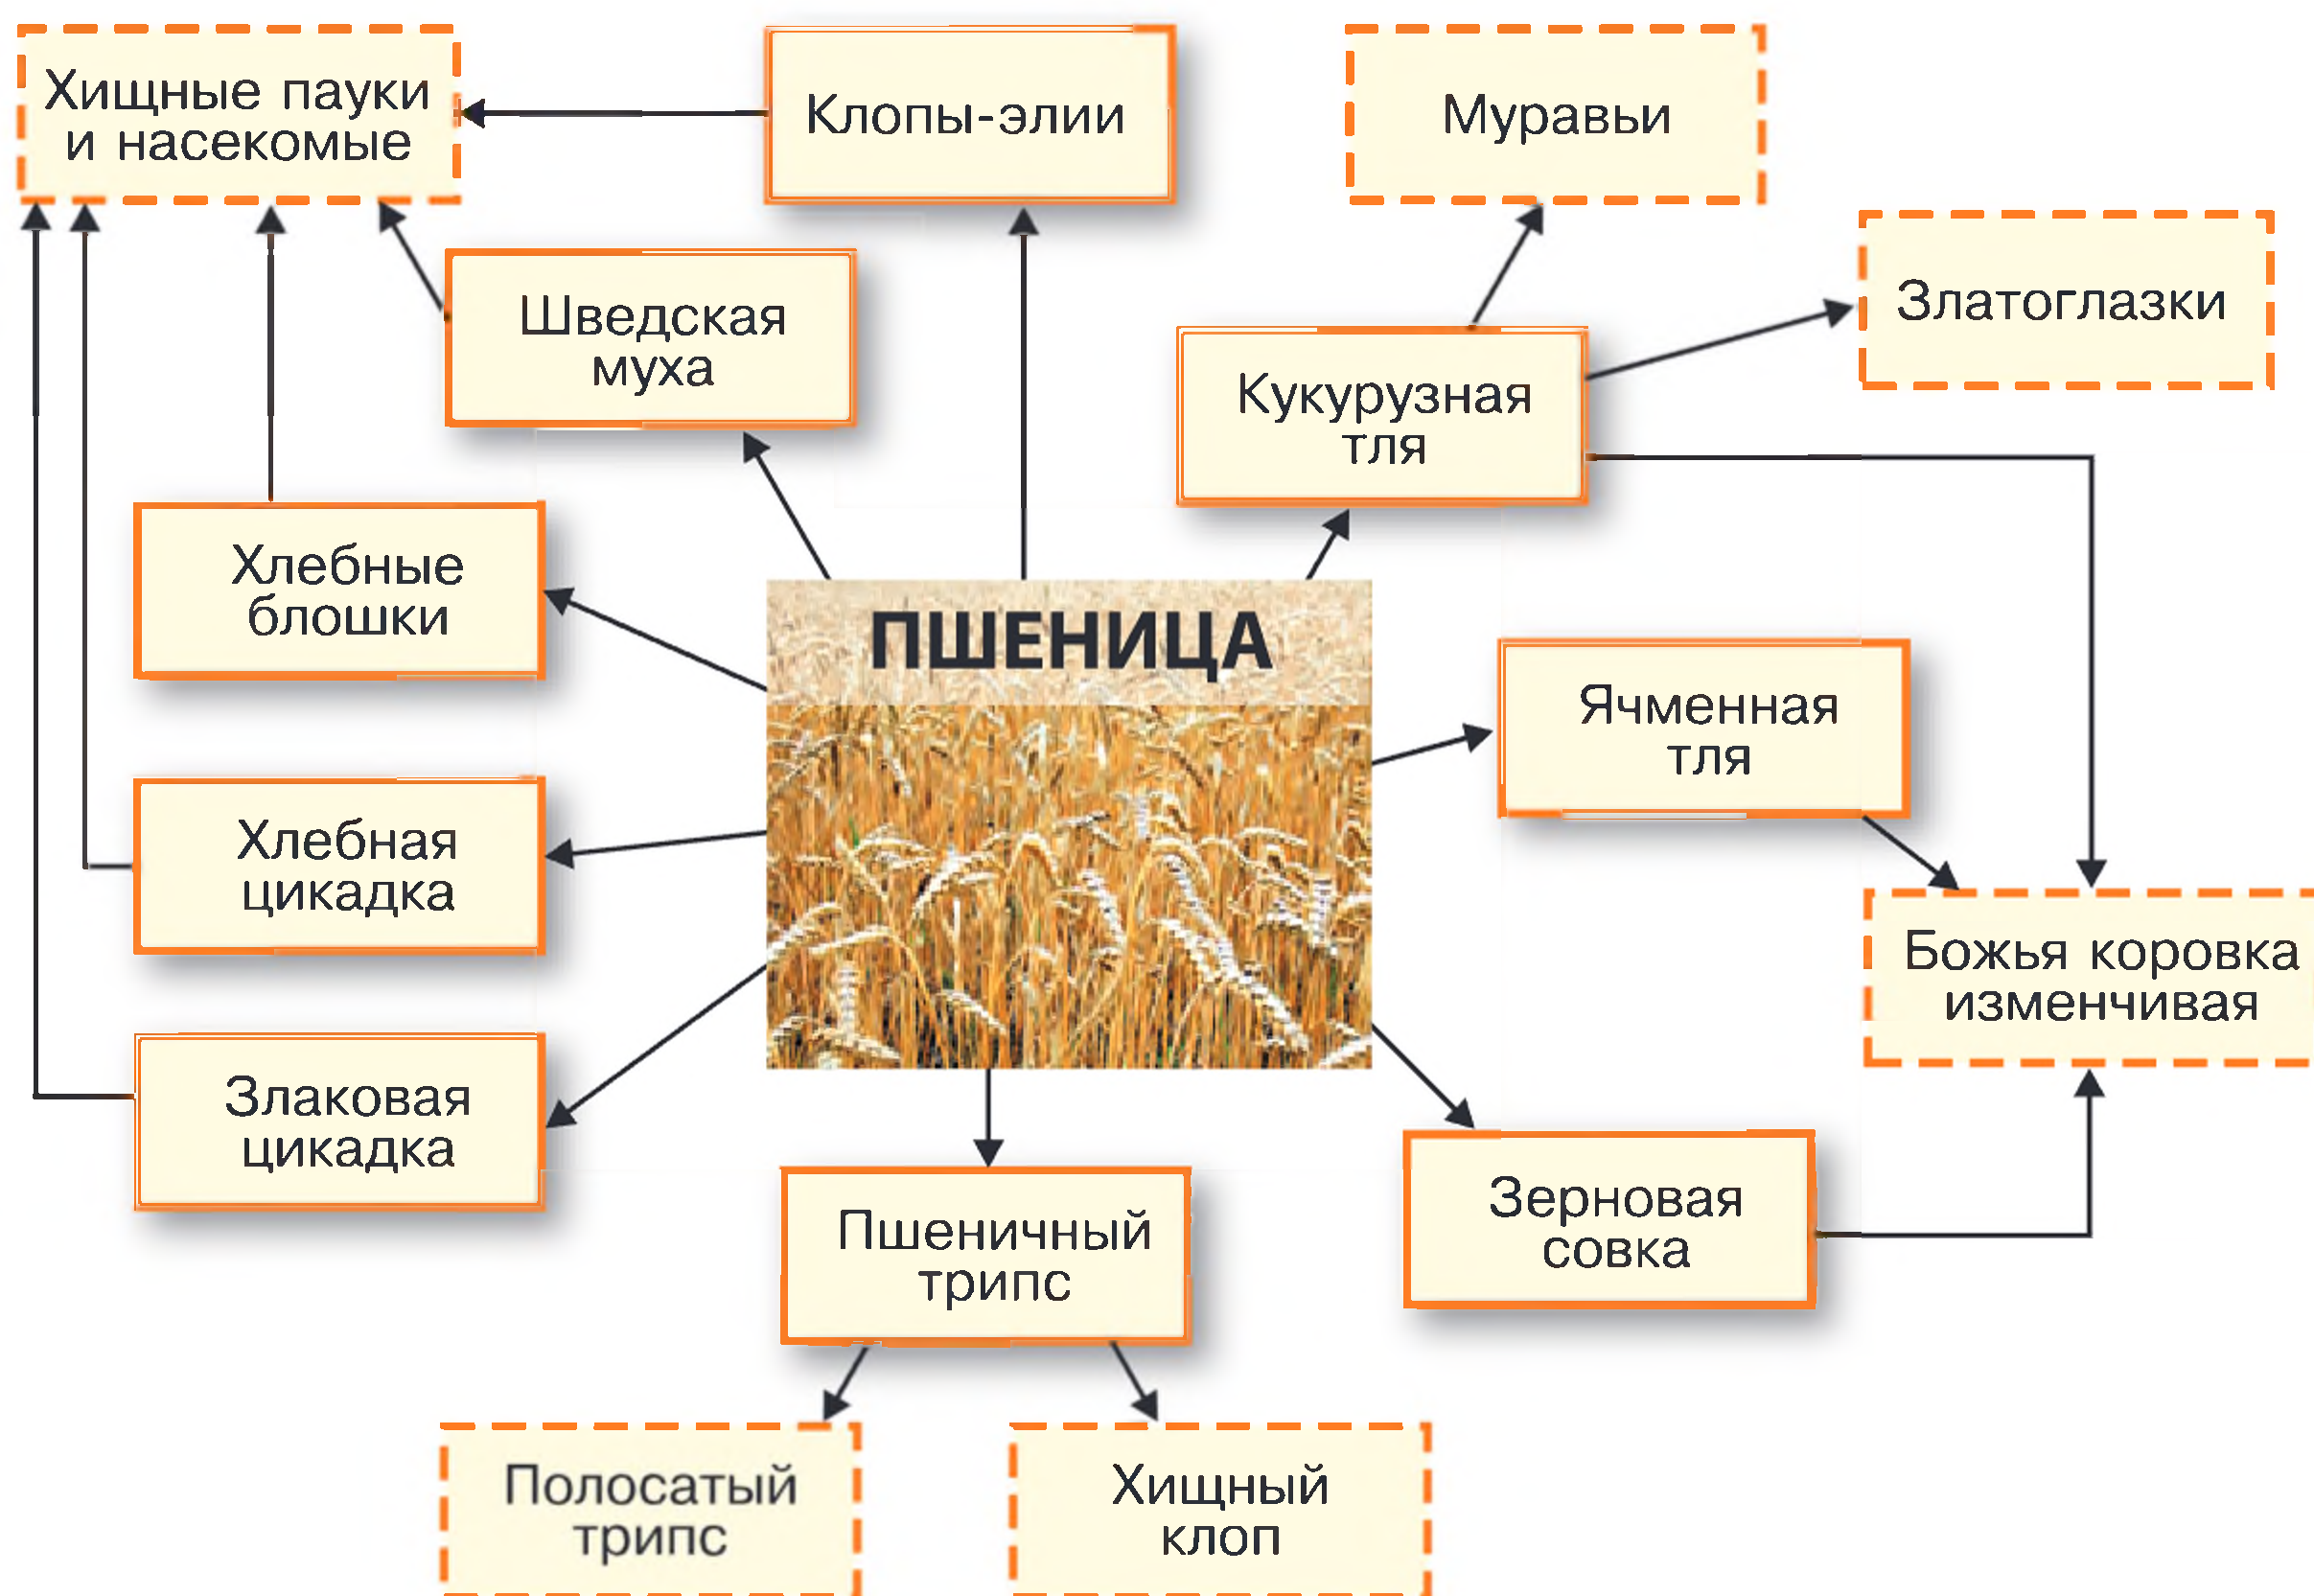 Хищные пауки
и насекомые
Клопы-элии
Муравьи
Златоглазки
Шведская
муха
Кукурузная
тля
Хлебные
блошки
ПШЕНИЦА
Ячменная
тля
Хлебная
цикадка
Божья коровка
изменчивая
Злаковая
цикадка
Пшеничный
трипс
Зерновая
совка
Полосатый
трипс
Хищный
клоп